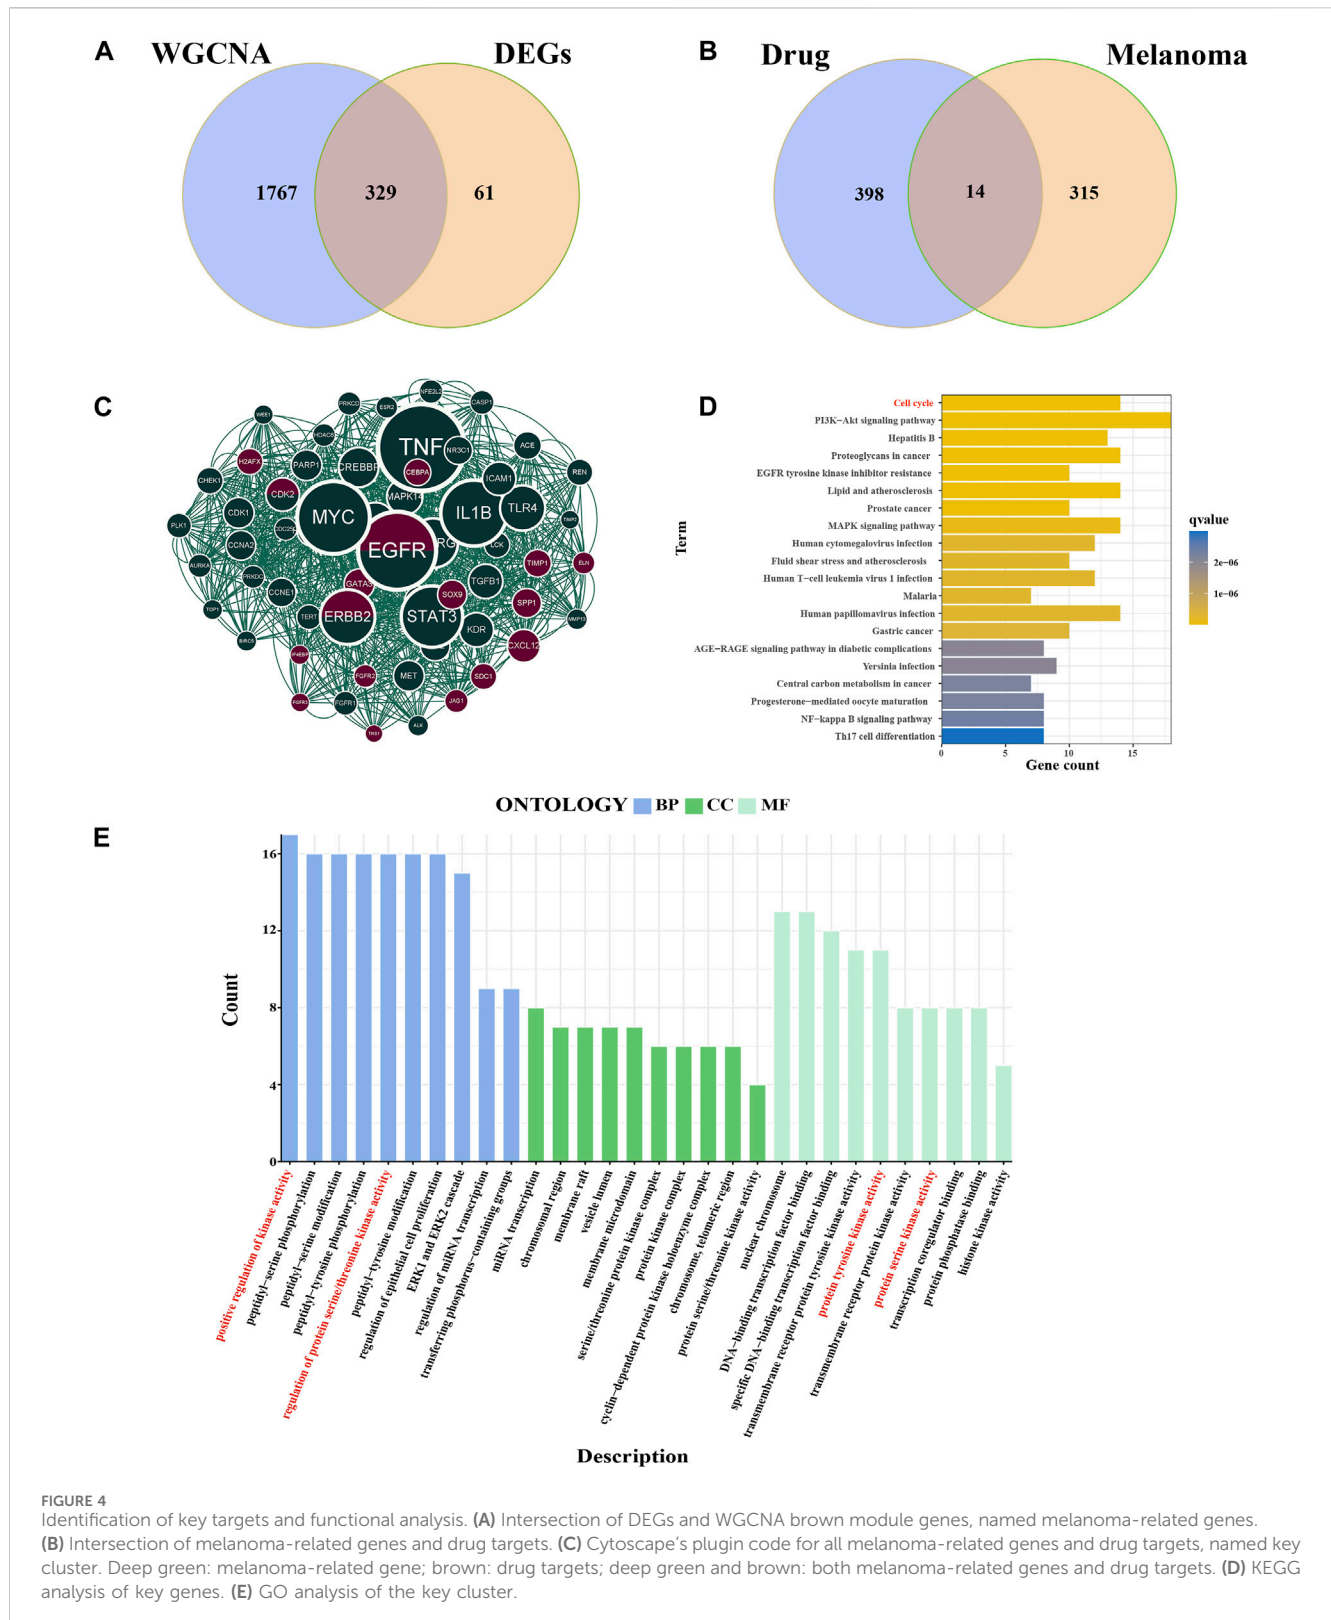 A
WGCNA
DEGs
1767
329
61
B
Drug
Melanoma
398
14
315
C
NFE2L2
PRKCD
ESR2
CASP1
WEE1
HDAC6
TNF
NR3C1
ACE
H2AFX
PARP1
CREBBP
CEBPA
REN
CHEK1
CDK2
MAPK14
ICAM1
CDK1
MYC
IL1B
TLR4
TIMP2
PLK1
CDC25B
CCNA2
EGFR
RG
LCK
AURKA
PRKDC
TIMP1
ELN
GATA3
TGFB1
CCNE1
SOX9
SPP1
TOP1
TERT
ERBB2
STAT3
KDR
MMP13
BIRC5
CXCL12
IF4EBP
FGFR2
MET
SDC1
FGFR3
FGFR1
JAG1
ALK
TNS1
D
Term
Cell cycle
PI3K−Akt signaling pathway
Hepatitis B
Proteoglycans in cancer
EGFR tyrosine kinase inhibitor resistance
Lipid and atherosclerosis
Prostate cancer
MAPK signaling pathway
Human cytomegalovirus infection
Fluid shear stress and atherosclerosis
Human T−cell leukemia virus 1 infection
Malaria
Human papillomavirus infection
Gastric cancer
AGE−RAGE signaling pathway in diabetic complications
Yersinia infection
Central carbon metabolism in cancer
Progesterone−mediated oocyte maturation
NF−kappa B signaling pathway
Th17 cell differentiation
0 5 10 15
Gene count
qvalue
2e−06
1e−06
ONTOLOGY BP CC MF
E
Count
16
12
8
4
0
positive regulation of kinase activity
peptidyl−serine phosphorylation
peptidyl−serine modification
peptidyl−tyrosine phosphorylation
regulation of protein serine/threonine kinase activity
peptidyl−tyrosine modification
regulation of epithelial cell proliferation
ERK1 and ERK2 cascade
regulation of miRNA transcription
transferring phosphorus−containing groups
miRNA transcription
chromosomal region
membrane raft
vesicle lumen
membrane microdomain
serine/threonine protein kinase complex
protein kinase complex
cyclin−dependent protein kinase holoenzyme complex
chromosome, telomeric region
protein serine/threonine kinase activity
nuclear chromosome
DNA−binding transcription factor binding
specific DNA−binding transcription factor binding
transmembrane receptor protein tyrosine kinase activity
protein tyrosine kinase activity
transmembrane receptor protein kinase activity
protein serine kinase activity
transcription coregulator binding
protein phosphatase binding
histone kinase activity
Description
FIGURE 4
Identification of key targets and functional analysis. (A) Intersection of DEGs and WGCNA brown module genes, named melanoma-related genes.
(B) Intersection of melanoma-related genes and drug targets. (C) Cytoscape's plugin code for all melanoma-related genes and drug targets, named key
cluster. Deep green: melanoma-related gene; brown: drug targets; deep green and brown: both melanoma-related genes and drug targets. (D) KEGG
analysis of key genes. (E) GO analysis of the key cluster.